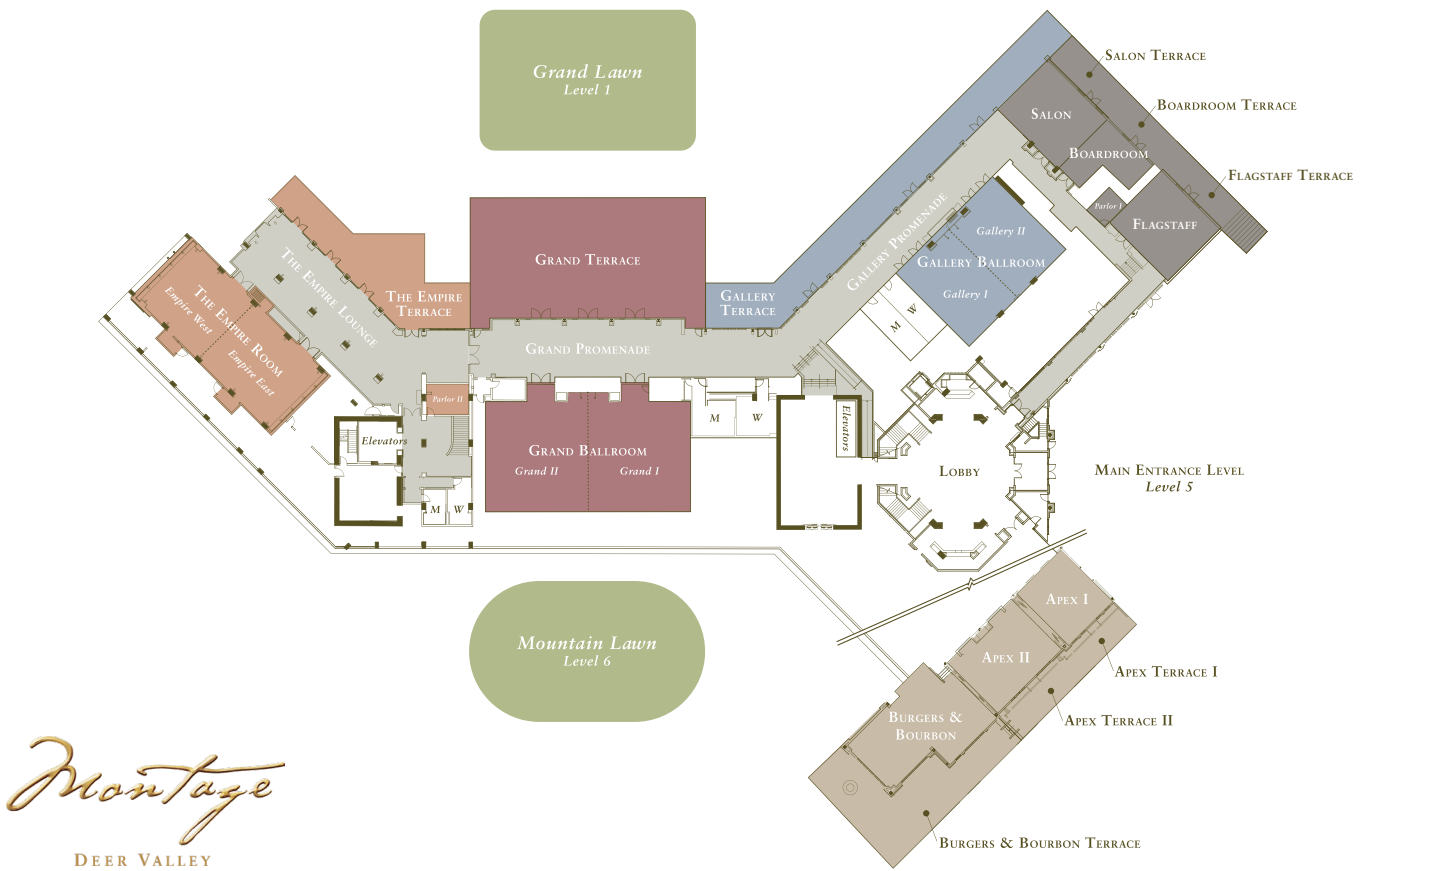 Grand Lawn
Level 1
Salon Terrace
Boardroom Terrace
Flagstaff Terrace
Salon
Boardroom
Parlor I
Flagstaff
Gallery Promenade
Gallery II
Gallery Ballroom
Gallery I
M
W
Grand Terrace
Gallery
Terrace
The Empire
Terrace
The Empire Lounge
The Empire Room
Empire West
Empire East
Grand Promenade
Parlor II
Elevators
M
W
Grand Ballroom
Grand II
Grand I
M
W
Elevators
Lobby
Main Entrance Level
Level 5
Mountain Lawn
Level 6
Apex I
Apex II
Apex Terrace I
Apex Terrace II
Burgers &
Bourbon
Burgers & Bourbon Terrace
Montage
Deer Valley